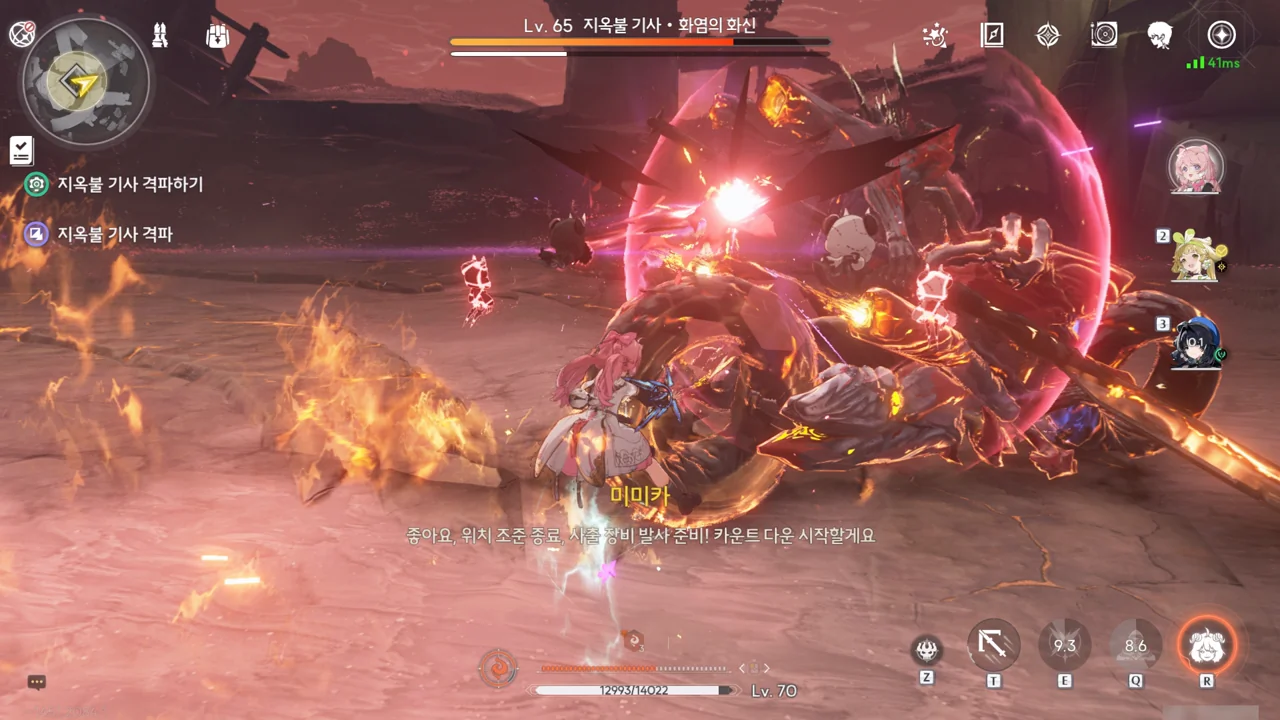 Lv. 65 지옥불 기사 • 화염의 화신
41ms
지옥불 기사 격파하기
지옥불 기사 격파
2
3
0.1
미미카
좋아요, 위치 조준 종료, 사출 장비 발사 준비! 카운트 다운 시작할게요
3
9.3
8.6
Z
T
E
Q
R
12993/14022
Lv. 70